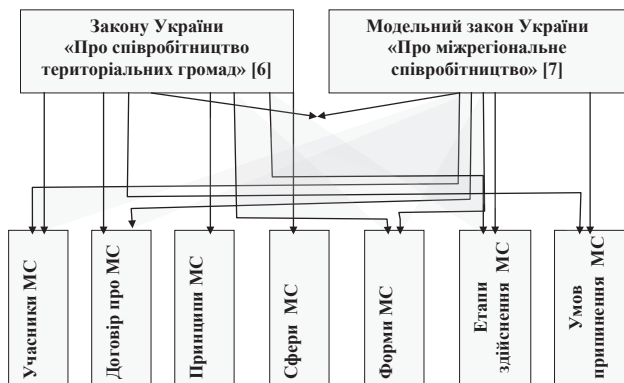 Закону України
«Про співробітництво
територіальних громад» [6]
Модельний закон України
«Про міжрегіональне
співробітництво» [7]
Учасники МС
Договір про МС
Принципи МС
Сфери МС
Форми МС
Етапи
здійснення МС
Умов
припинення МС